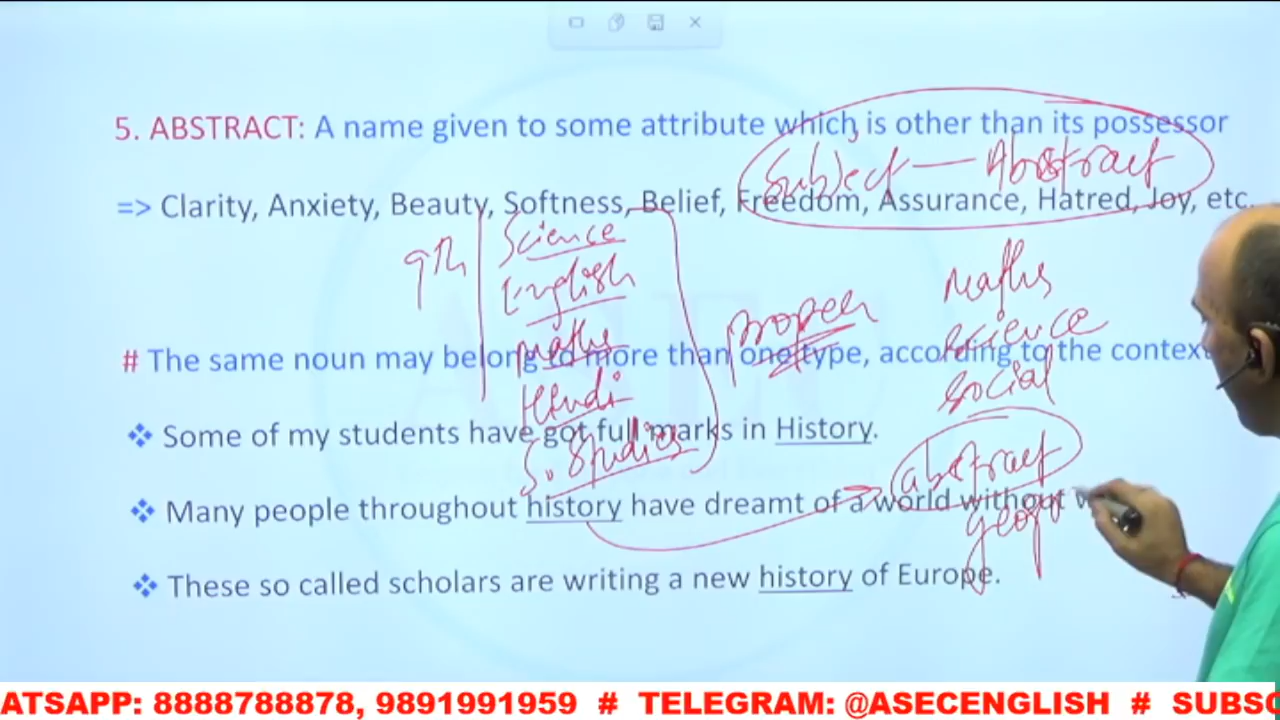 5. ABSTRACT: A name given to some attribute which is other than its possessor
Subject — Abstract
=> Clarity, Anxiety, Beauty, Softness, Belief, Freedom, Assurance, Hatred, Joy, etc.
9th
Science
English
maths
Hindi
S. Studies
proper
maths
science
social
# The same noun may belong to more than one type, according to the context
❖ Some of my students have got full marks in History.
abstract
❖ Many people throughout history have dreamt of a world without
geog
❖ These so called scholars are writing a new history of Europe.
ATSAPP: 8888788878, 9891991959 # TELEGRAM: @ASECENGLISH # SUBSC